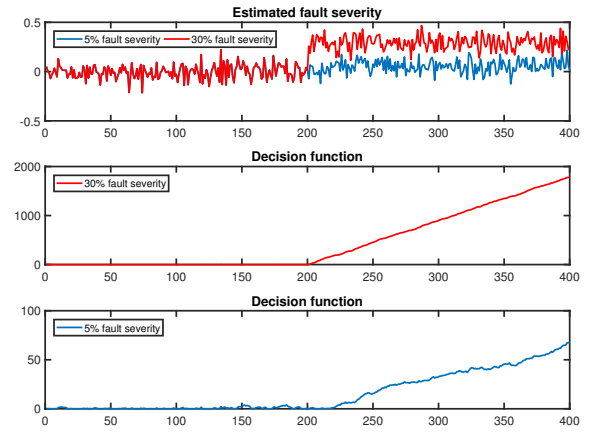 Estimated fault severity
0.5
5% fault severity 30% fault severity
0
-0.5
0 50 100 150 200 250 300 350 400
Decision function
2000
30% fault severity
1000
0
0 50 100 150 200 250 300 350 400
Decision function
100
5% fault severity
50
0
0 50 100 150 200 250 300 350 400